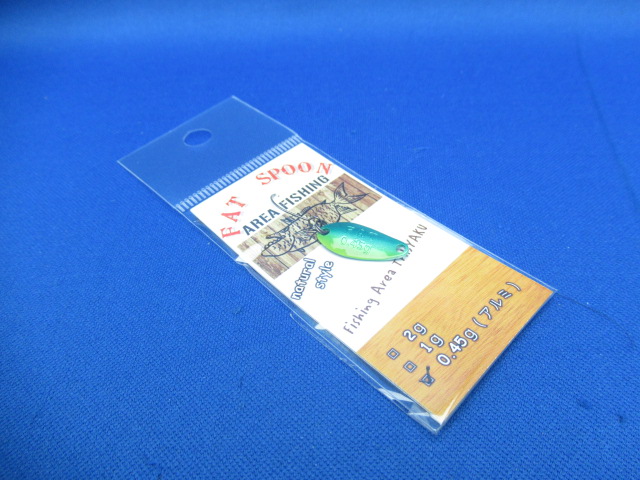 FAT SPOON
AREA FISHING
natural
style
Fishing Area
2g
1g
0.45g (アルミ)